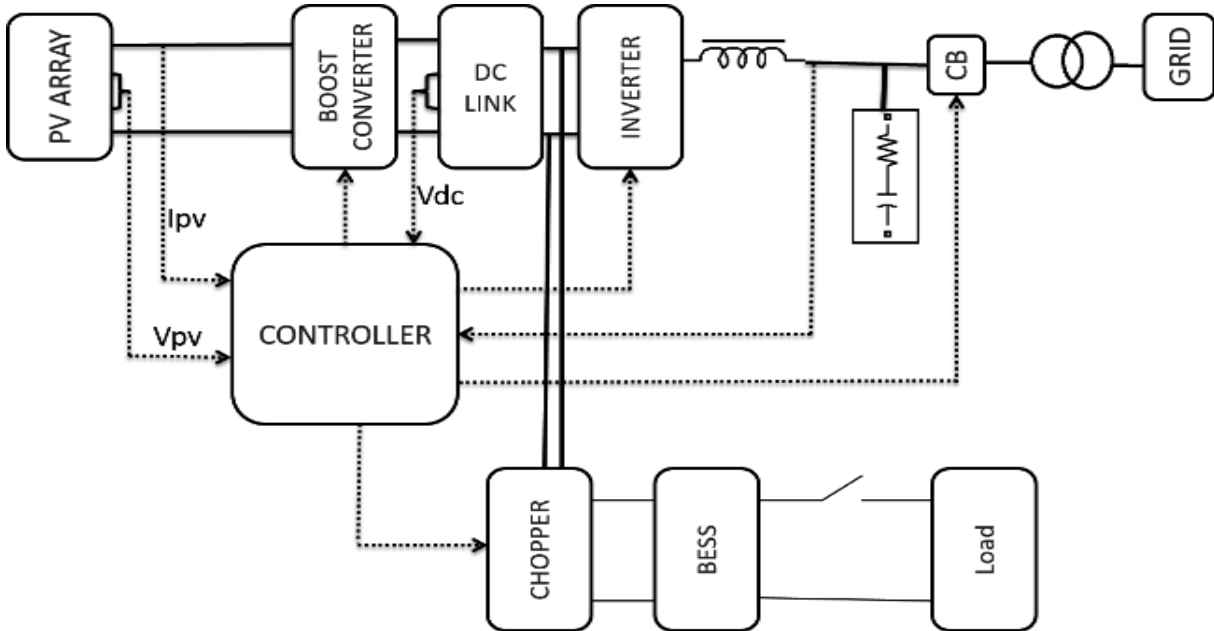 PV ARRAY
BOOST
CONVERTER
DC
LINK
INVERTER
CB
GRID
Ipv
Vdc
Vpv
CONTROLLER
CHOPPER
BESS
Load